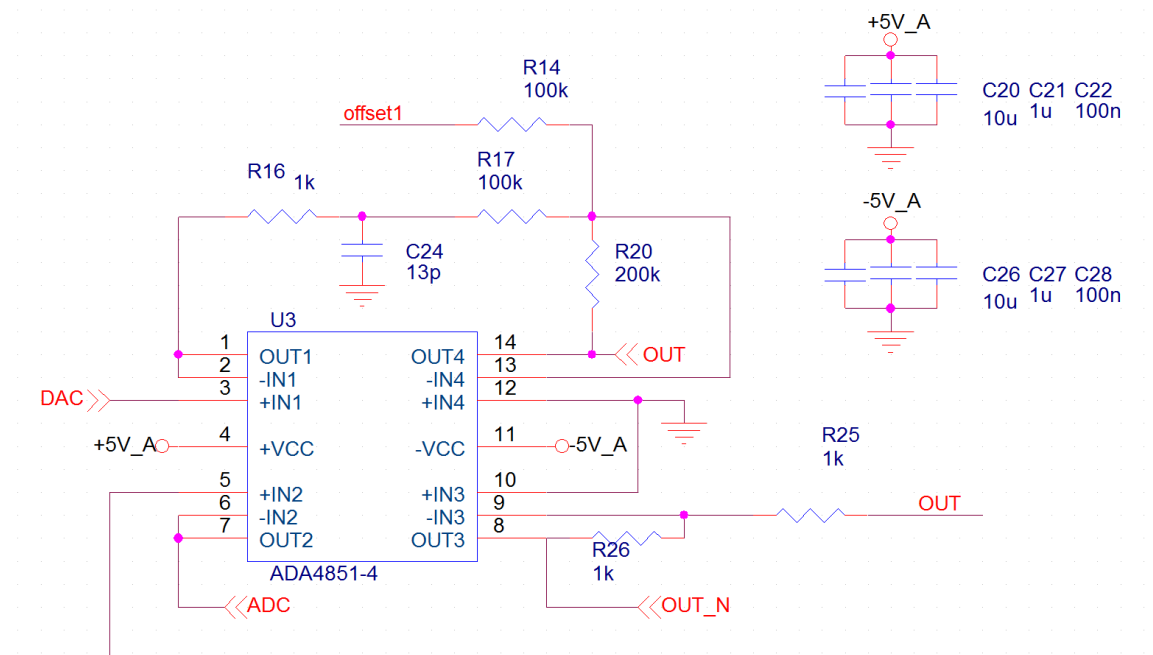 +5V_A
R14
100k
offset1
C20 C21 C22
10u 1u 100n
R17
100k
R16 1k
-5V_A
C24
13p
R20
200k
C26 C27 C28
10u 1u 100n
U3
1 OUT1 OUT4 14 OUT
2 -IN1 -IN4 13
DAC 3 +IN1 +IN4 12
+5V_A 4 +VCC -VCC 11 -5V_A
R25
1k
5 +IN2 +IN3 10
6 -IN2 -IN3 9 OUT
7 OUT2 OUT3 8
R26
1k
ADA4851-4
ADC OUT_N